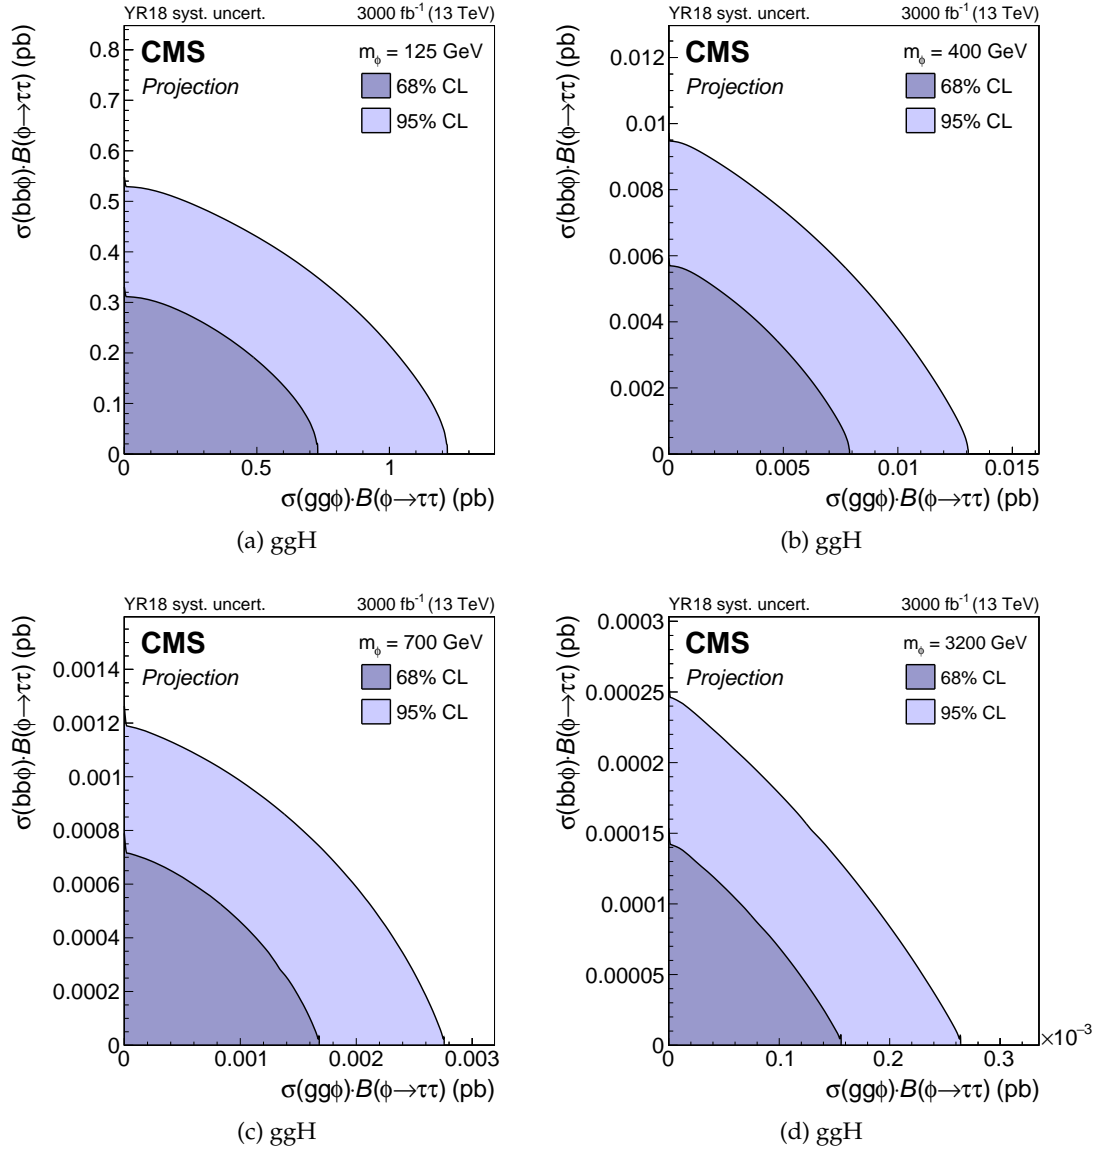 YR18 syst. uncert. 3000 fb⁻¹ (13 TeV)
σ(bbϕ)·B(ϕ→ττ) (pb)
CMS
Projection
m_ϕ = 125 GeV
68% CL
95% CL
0.8
0.7
0.6
0.5
0.4
0.3
0.2
0.1
0
0 0.5 1
σ(ggϕ)·B(ϕ→ττ) (pb)
(a) ggH
YR18 syst. uncert. 3000 fb⁻¹ (13 TeV)
σ(bbϕ)·B(ϕ→ττ) (pb)
CMS
Projection
m_ϕ = 400 GeV
68% CL
95% CL
0.012
0.01
0.008
0.006
0.004
0.002
0
0 0.005 0.01 0.015
σ(ggϕ)·B(ϕ→ττ) (pb)
(b) ggH
YR18 syst. uncert. 3000 fb⁻¹ (13 TeV)
σ(bbϕ)·B(ϕ→ττ) (pb)
CMS
Projection
m_ϕ = 700 GeV
68% CL
95% CL
0.0014
0.0012
0.001
0.0008
0.0006
0.0004
0.0002
0
0 0.001 0.002 0.003
σ(ggϕ)·B(ϕ→ττ) (pb)
(c) ggH
YR18 syst. uncert. 3000 fb⁻¹ (13 TeV)
σ(bbϕ)·B(ϕ→ττ) (pb)
CMS
Projection
m_ϕ = 3200 GeV
68% CL
95% CL
0.0003
0.00025
0.0002
0.00015
0.0001
0.00005
0
0 0.1 0.2 0.3
×10⁻³
σ(ggϕ)·B(ϕ→ττ) (pb)
(d) ggH